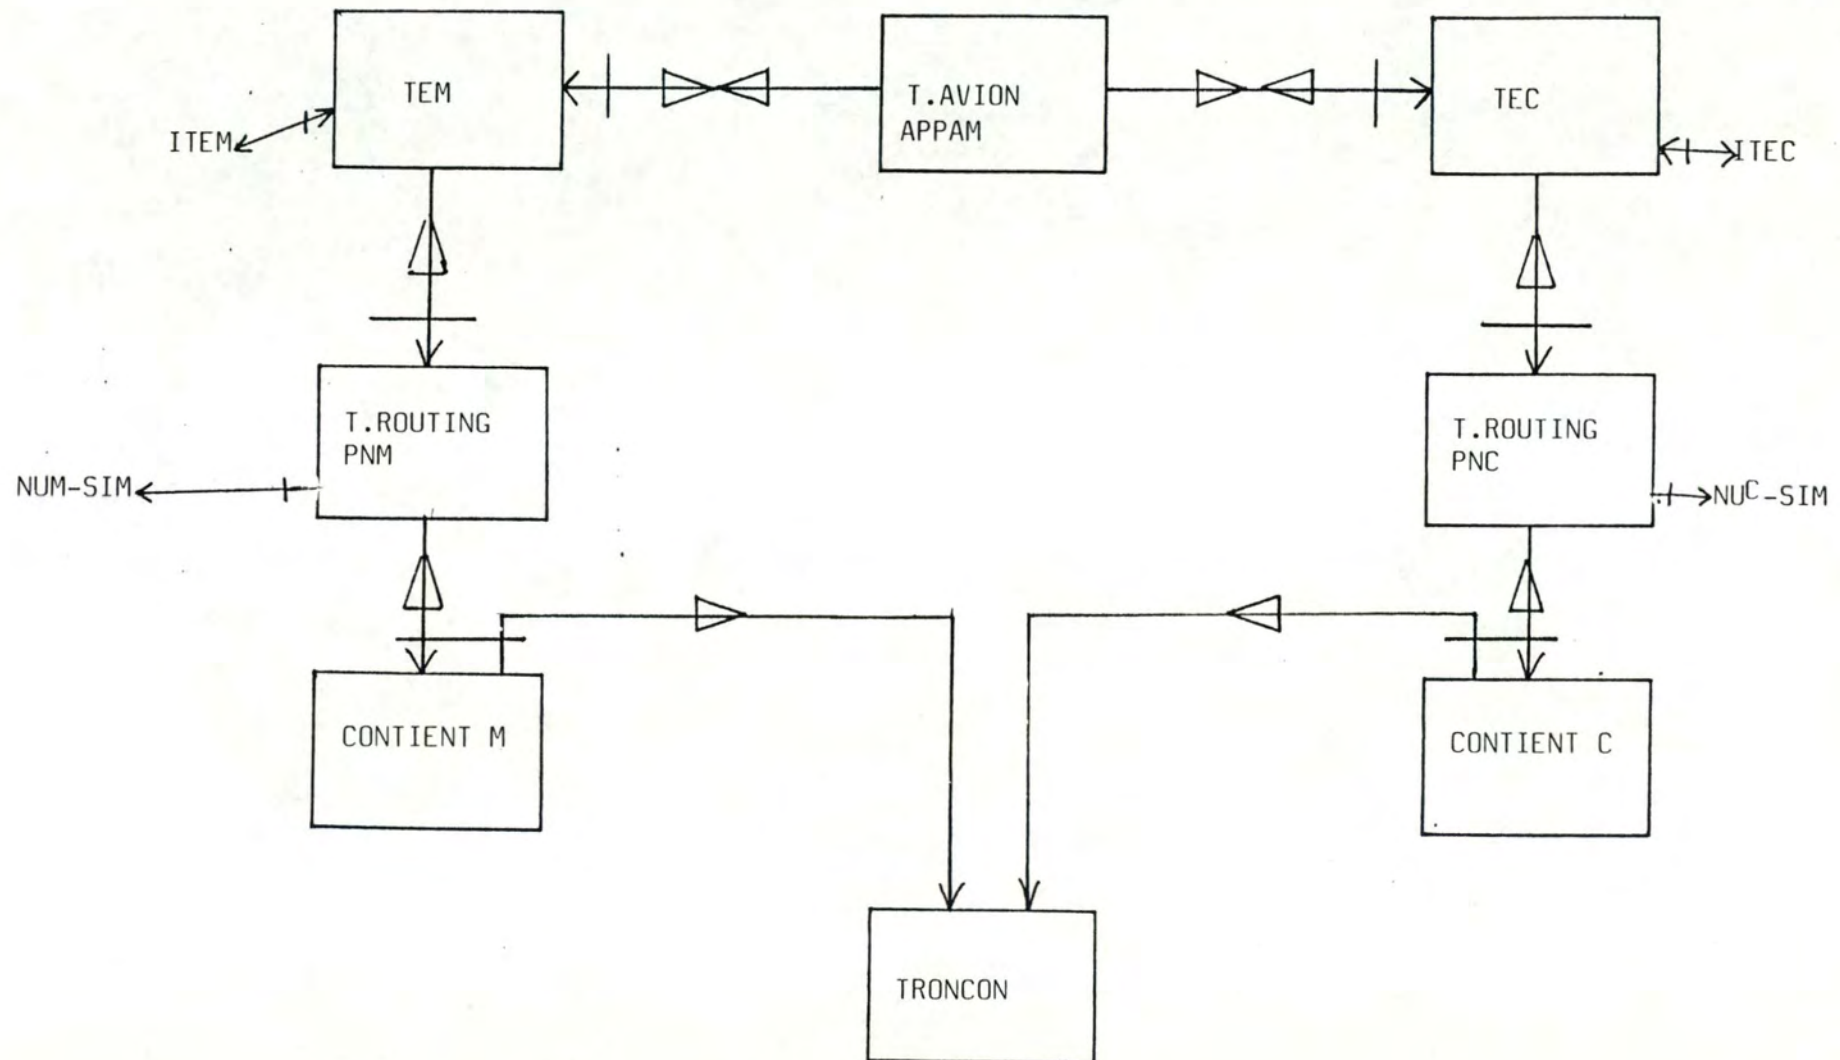 TEM
T.AVION
APPAM
TEC
ITEM
ITEC
T.ROUTING
PNM
T.ROUTING
PNC
NUM-SIM
NUC-SIM
CONTIENT M
CONTIENT C
TRONCON